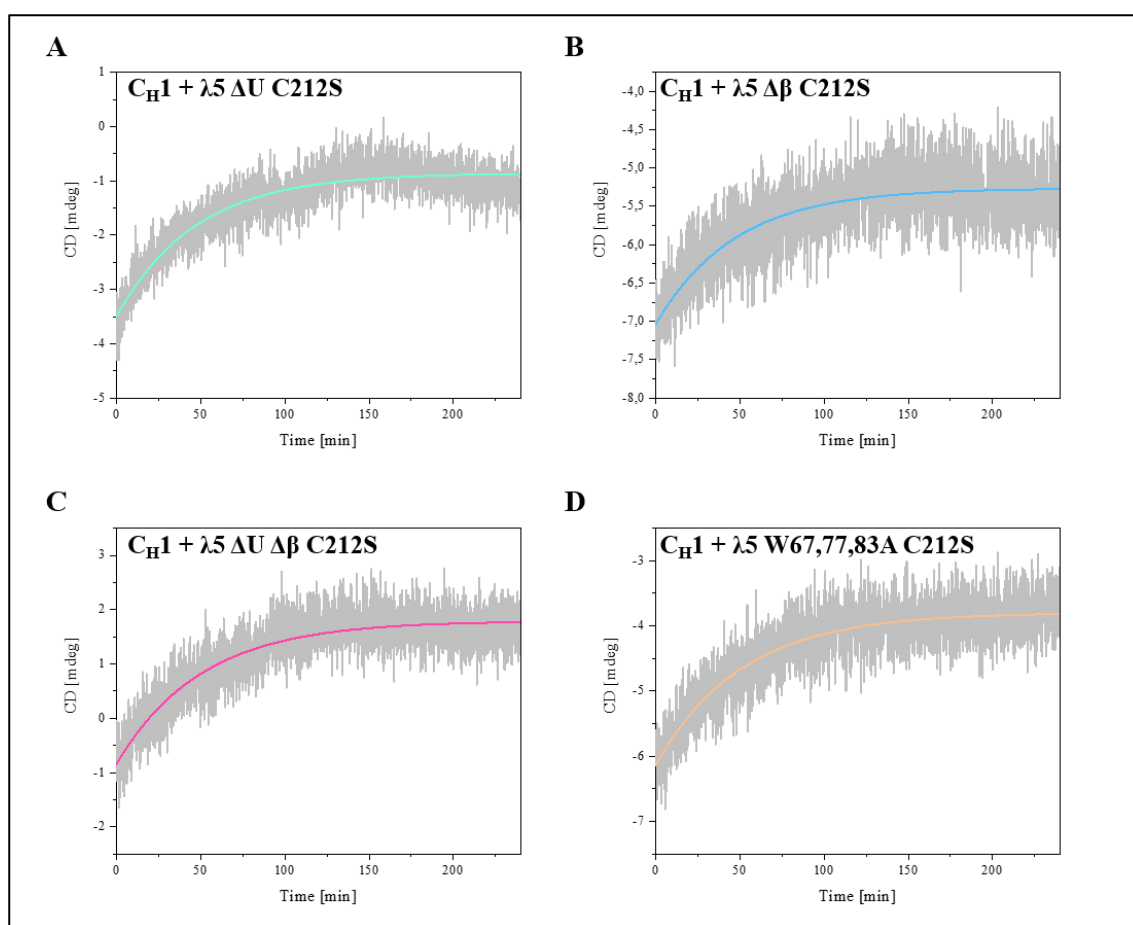 A
C_H1 + λ5 ΔU C212S
1
0
-1
-2
-3
-4
-5
CD [mdeg]
0
50
100
150
200
Time [min]
B
C_H1 + λ5 Δβ C212S
-4,0
-4,5
-5,0
-5,5
-6,0
-6,5
-7,0
-7,5
-8,0
CD [mdeg]
0
50
100
150
200
Time [min]
C
C_H1 + λ5 ΔU Δβ C212S
3
2
1
0
-1
-2
CD [mdeg]
0
50
100
150
200
Time [min]
D
C_H1 + λ5 W67,77,83A C212S
-3
-4
-5
-6
-7
CD [mdeg]
0
50
100
150
200
Time [min]